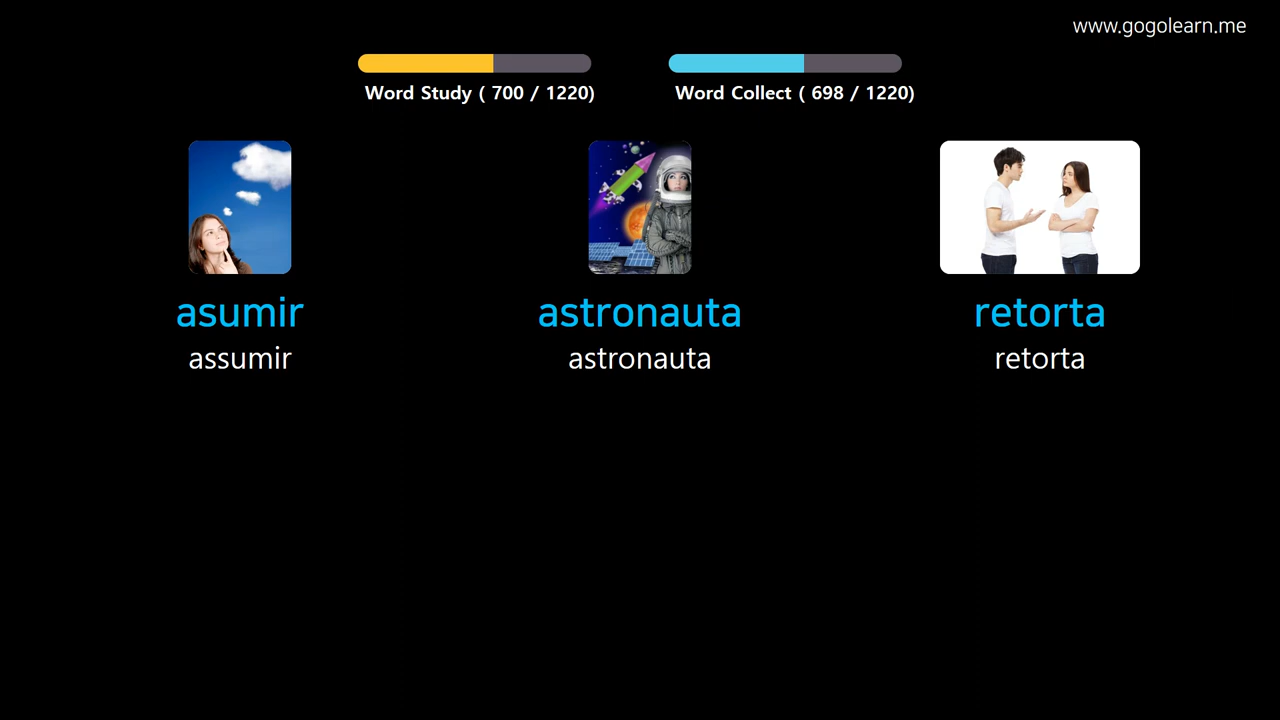 www.gogolearn.me
Word Study ( 700 / 1220)
Word Collect ( 698 / 1220)
asumir
astronauta
retorta
assumir
astronauta
retorta